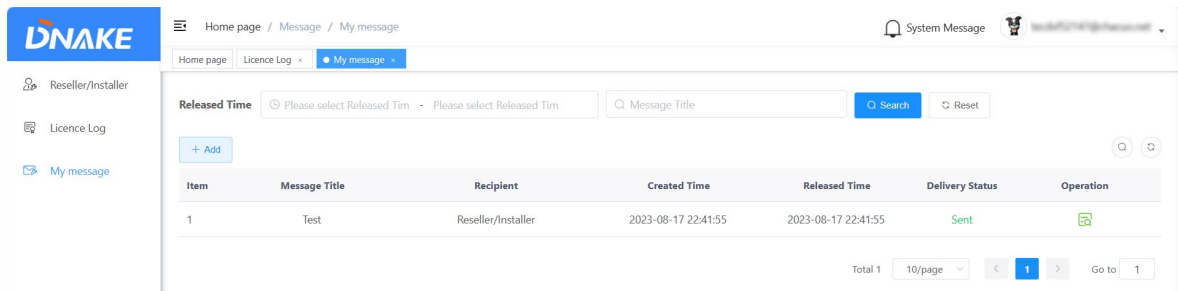 DNAKE
Home page / Message / My message
System Message
Home page
Licence Log ×
My message ×
Reseller/Installer
Licence Log
My message
Released Time
Please select Released Tim - Please select Released Tim
Message Title
Search
Reset
+ Add
Item Message Title Recipient Created Time Released Time Delivery Status Operation
1 Test Reseller/Installer 2023-08-17 22:41:55 2023-08-17 22:41:55 Sent
Total 1 10/page < 1 > Go to 1